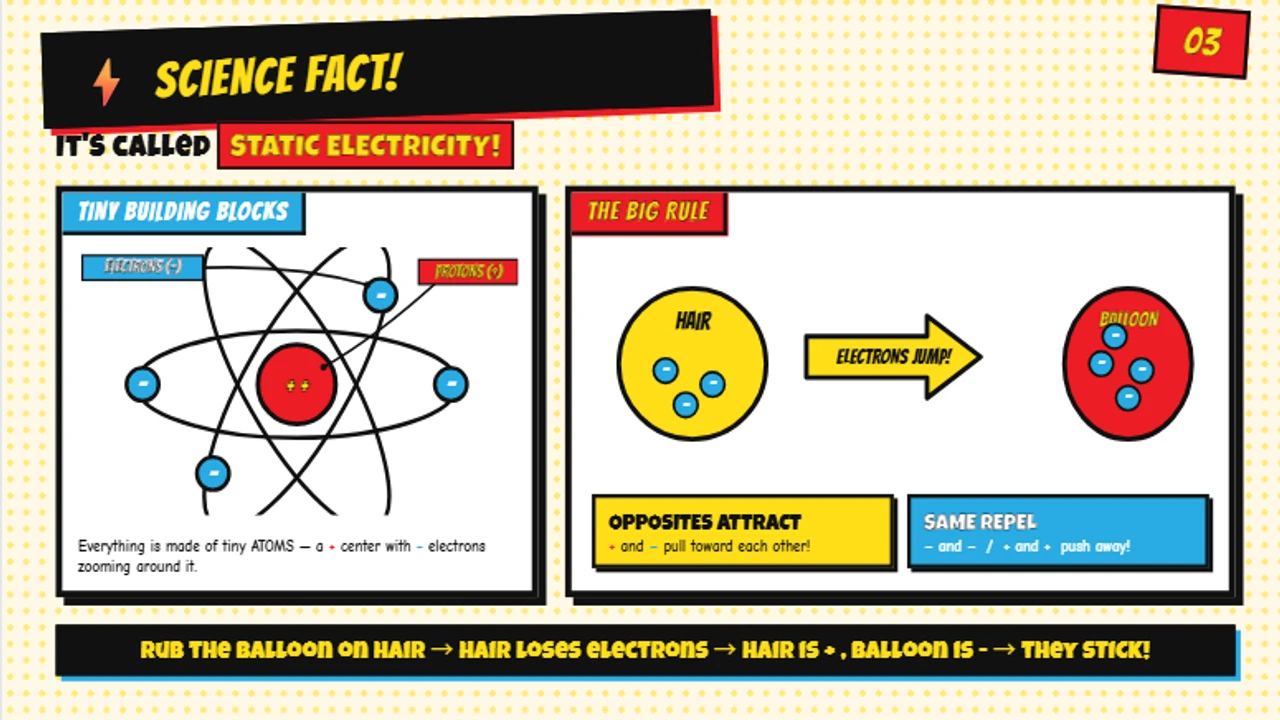 SCIENCE FACT!
03
IT'S CALLED STATIC ELECTRICITY!
TINY BUILDING BLOCKS
ELECTRONS (-)
PROTONS (+)
-
- ++ -
-
Everything is made of tiny ATOMS — a + center with - electrons
zooming around it.
THE BIG RULE
HAIR
- - -
ELECTRONS JUMP!
BALLOON
- - - -
OPPOSITES ATTRACT
+ and – pull toward each other!
SAME REPEL
– and – / + and + push away!
RUB THE BALLOON ON HAIR → HAIR LOSES ELECTRONS → HAIR IS + , BALLOON IS - → THEY STICK!